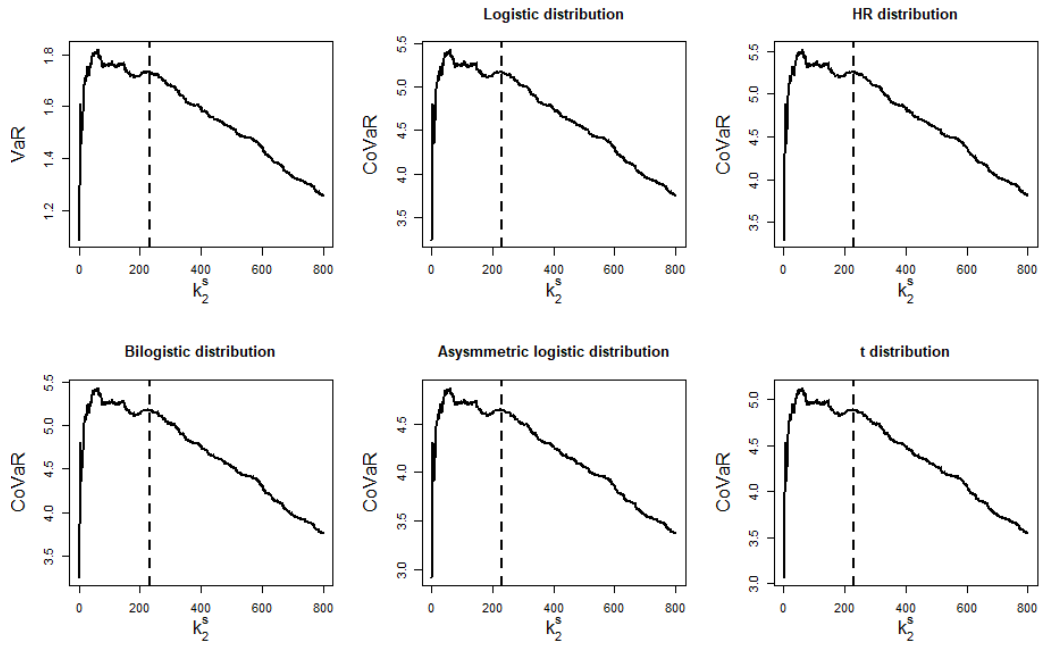 Logistic distribution
HR distribution
VaR
1.2 1.4 1.6 1.8
0 200 400 600 800
k₂ˢ
CoVaR
3.5 4.0 4.5 5.0 5.5
0 200 400 600 800
k₂ˢ
CoVaR
3.5 4.0 4.5 5.0 5.5
0 200 400 600 800
k₂ˢ
Bilogistic distribution
Asysmmetric logistic distribution
t distribution
CoVaR
3.5 4.0 4.5 5.0 5.5
0 200 400 600 800
k₂ˢ
CoVaR
3.0 3.5 4.0 4.5
0 200 400 600 800
k₂ˢ
CoVaR
3.0 3.5 4.0 4.5 5.0
0 200 400 600 800
k₂ˢ